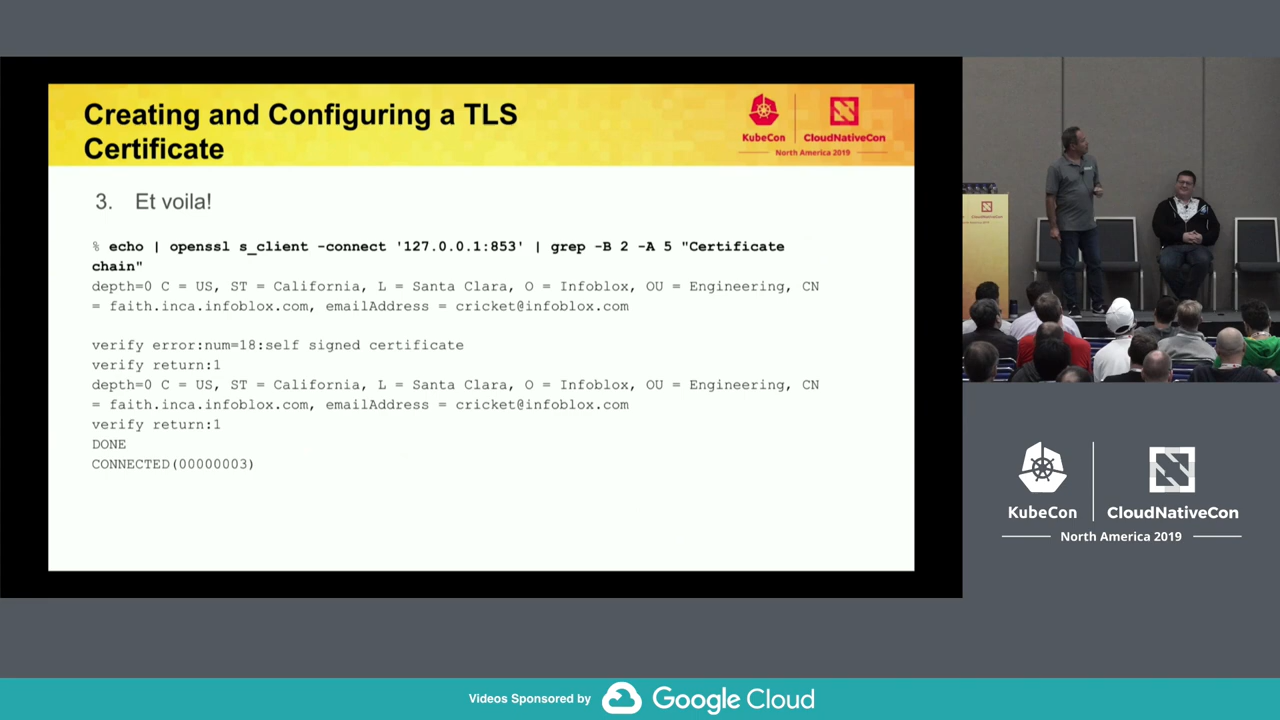 Creating and Configuring a TLS
Certificate
KubeCon
CloudNativeCon
North America 2019
3. Et voila!
% echo | openssl s_client -connect '127.0.0.1:853' | grep -B 2 -A 5 "Certificate
chain"
depth=0 C = US, ST = California, L = Santa Clara, O = Infoblox, OU = Engineering, CN
= faith.inca.infoblox.com, emailAddress = cricket@infoblox.com
verify error:num=18:self signed certificate
verify return:1
depth=0 C = US, ST = California, L = Santa Clara, O = Infoblox, OU = Engineering, CN
= faith.inca.infoblox.com, emailAddress = cricket@infoblox.com
verify return:1
DONE
CONNECTED(00000003)
KubeCon
CloudNativeCon
North America 2019
Videos Sponsored by
Google Cloud